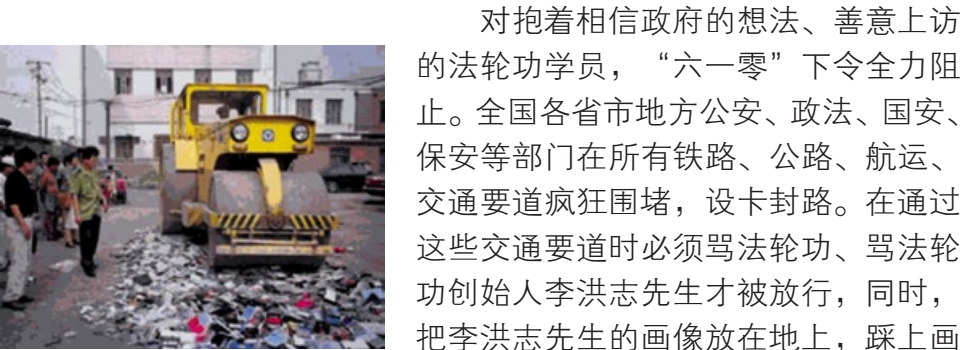 对抱着相信政府的想法、善意上访
的法轮功学员，“六一零”下令全力阻
止。全国各省市地方公安、政法、国安、
保安等部门在所有铁路、公路、航运、
交通要道疯狂围堵，设卡封路。在通过
这些交通要道时必须骂法轮功、骂法轮
功创始人李洪志先生才被放行，同时，
把李洪志先生的画像放在地上，踩上画